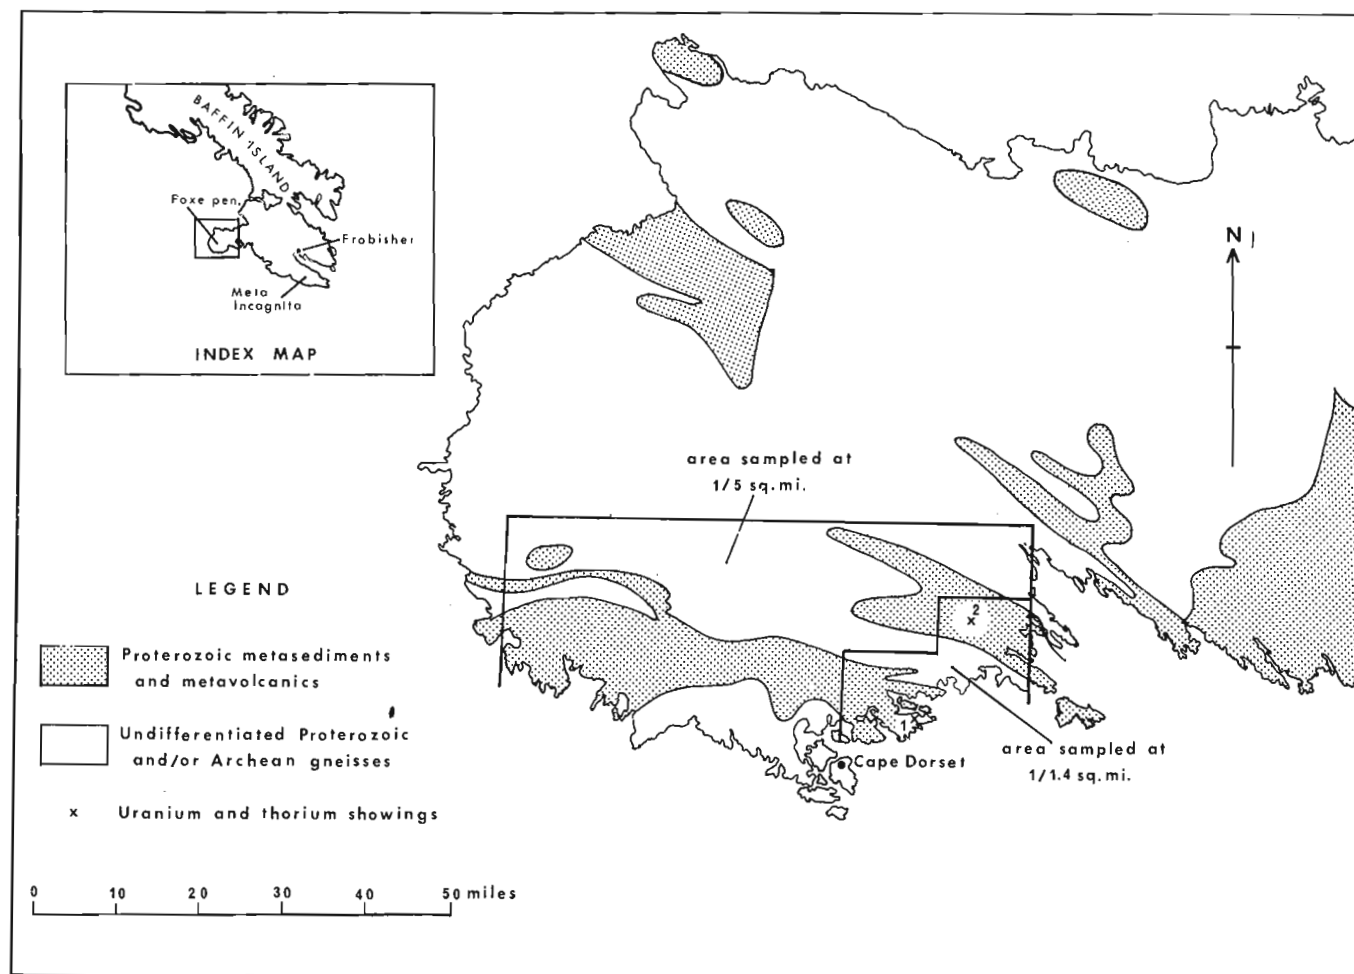 BAFFIN ISLAND
Foxe pen.
Frobisher
Meta
Incagnita
INDEX MAP
N
area sampled at
1/5 sq.mi.
LEGEND
Proterozoic metasediments
and metavolcanics
Undifferentiated Proterozoic
and/or Archean gneisses
x Uranium and thorium showings
x 2
1
Cape Dorset
area sampled at
1/1.4 sq.mi.
0 10 20 30 40 50 miles